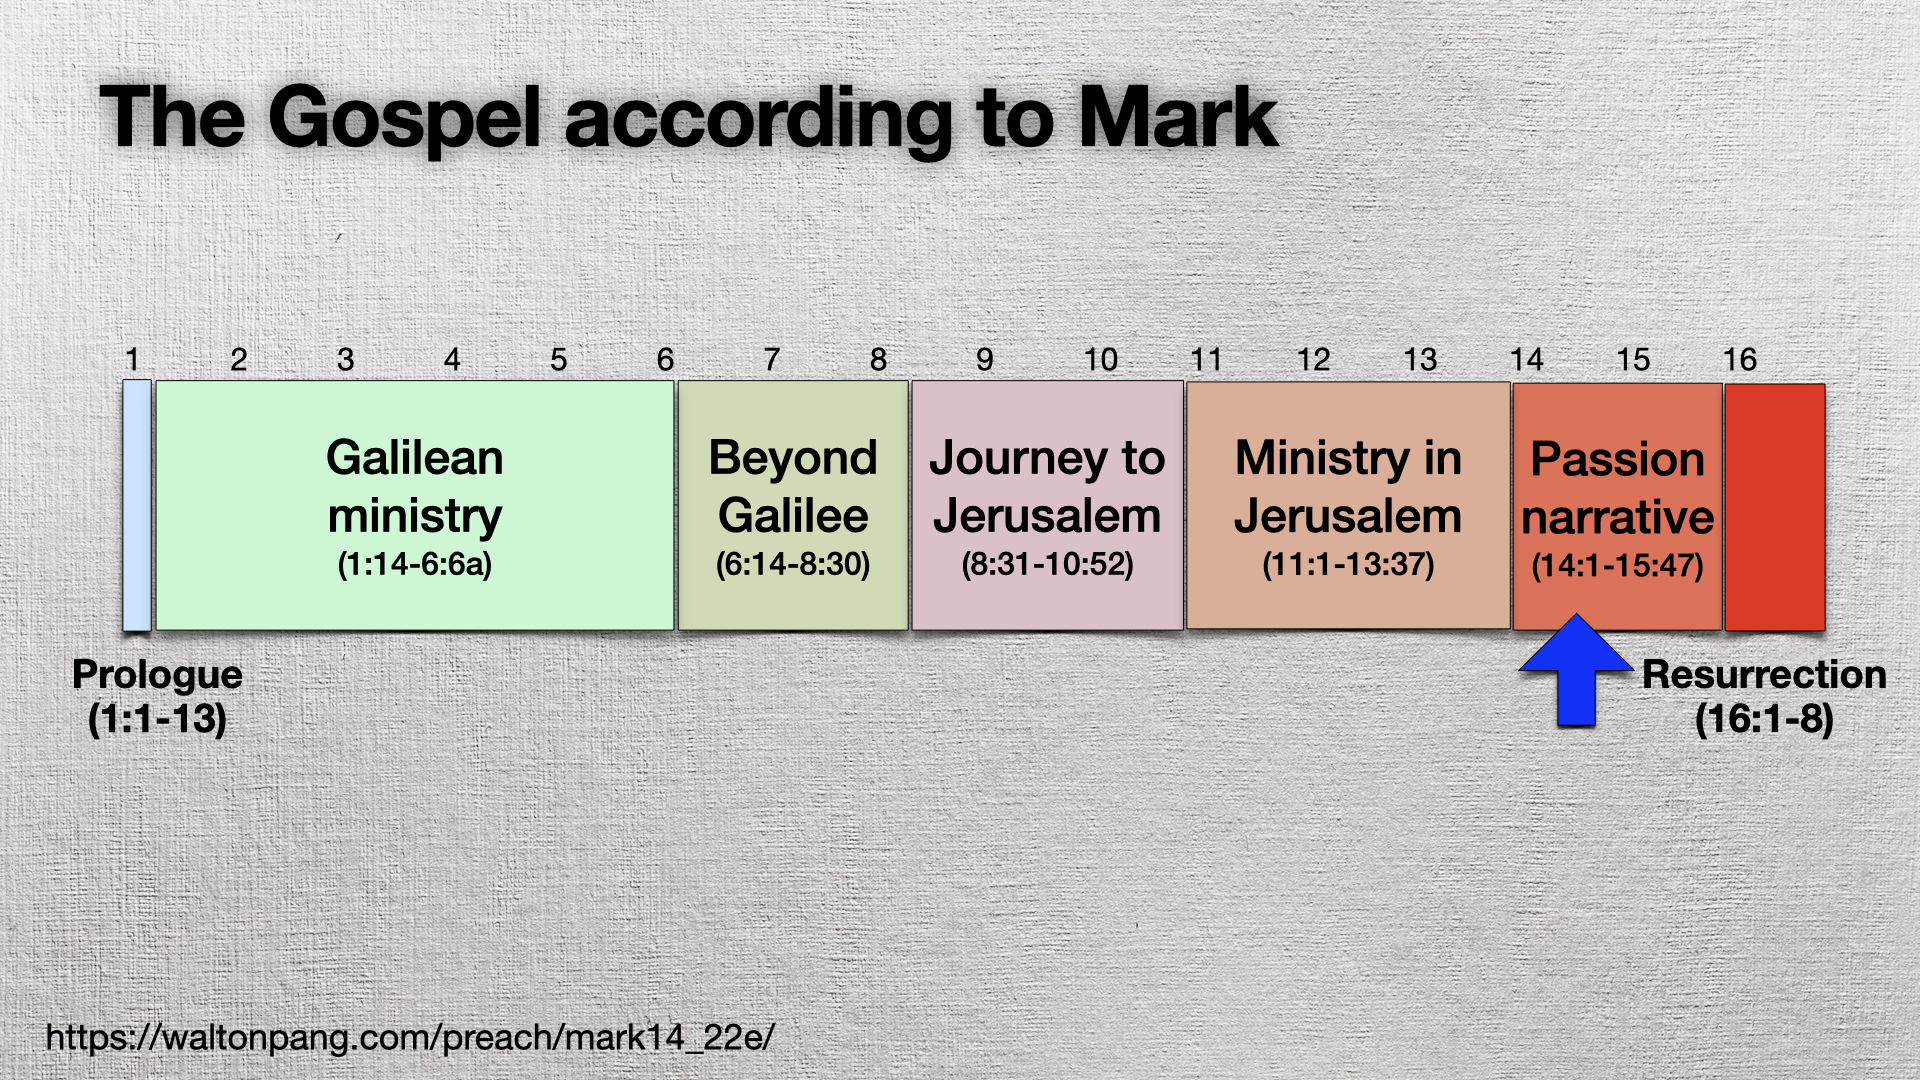 The Gospel according to Mark
1 2 3 4 5 6 7 8 9 10 11 12 13 14 15 16
Galilean
ministry
(1:14-6:6a)
Beyond
Galilee
(6:14-8:30)
Journey to
Jerusalem
(8:31-10:52)
Ministry in
Jerusalem
(11:1-13:37)
Passion
narrative
(14:1-15:47)
Prologue
(1:1-13)
Resurrection
(16:1-8)
https://waltonpang.com/preach/mark14_22e/